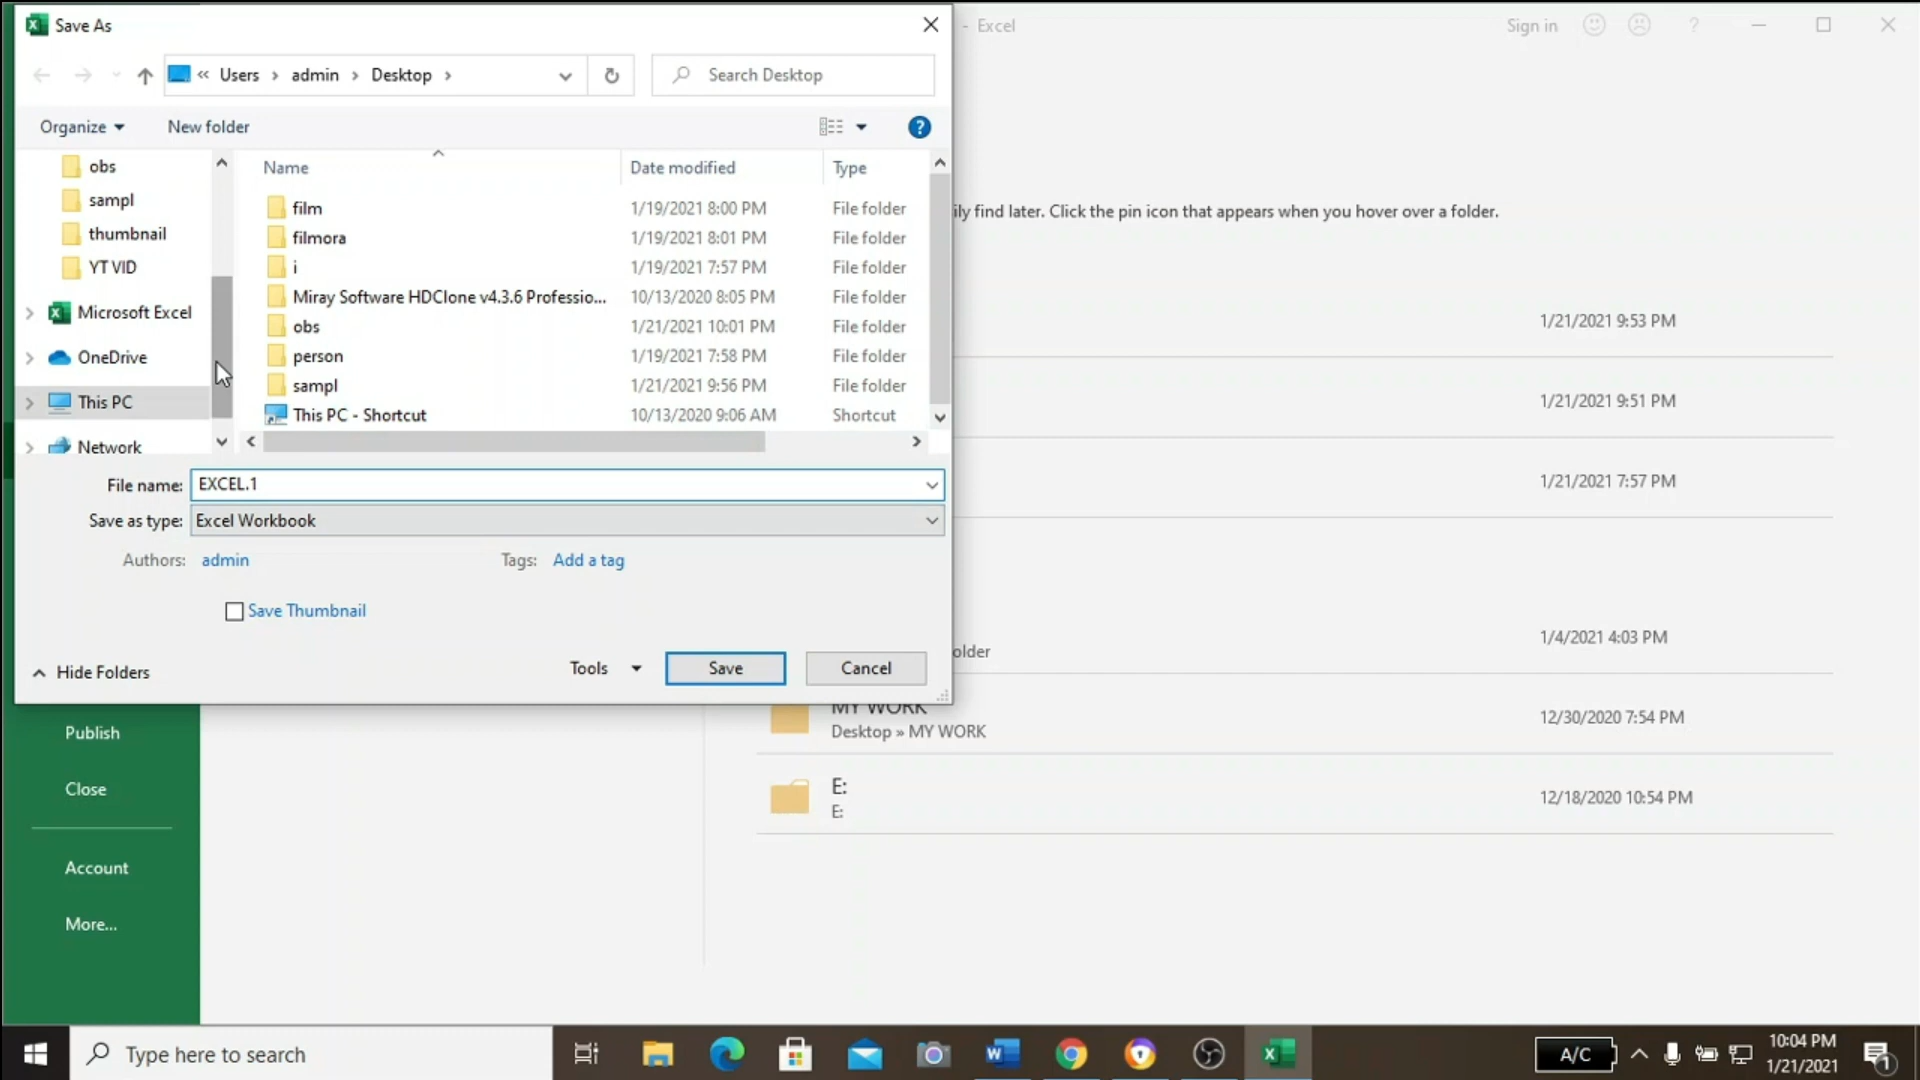 Save As
- Excel
Sign in
?
« Users › admin › Desktop ›
Search Desktop
Organize
New folder
?
obs
sampl
thumbnail
YT VID
Microsoft Excel
OneDrive
This PC
Network
Name Date modified Type
film 1/19/2021 8:00 PM File folder
filmora 1/19/2021 8:01 PM File folder
i 1/19/2021 7:57 PM File folder
Miray Software HDClone v4.3.6 Professio... 10/13/2020 8:05 PM File folder
obs 1/21/2021 10:01 PM File folder
person 1/19/2021 7:58 PM File folder
sampl 1/21/2021 9:56 PM File folder
This PC - Shortcut 10/13/2020 9:06 AM Shortcut
File name: EXCEL.1
Save as type: Excel Workbook
Authors: admin
Tags: Add a tag
Save Thumbnail
Hide Folders
Tools
Save
Cancel
ily find later. Click the pin icon that appears when you hover over a folder.
1/21/2021 9:53 PM
1/21/2021 9:51 PM
1/21/2021 7:57 PM
1/4/2021 4:03 PM
older
MY WORK
Desktop » MY WORK
12/30/2020 7:54 PM
E:
E:
12/18/2020 10:54 PM
Publish
Close
Account
More...
Type here to search
A/C
10:04 PM
1/21/2021
1